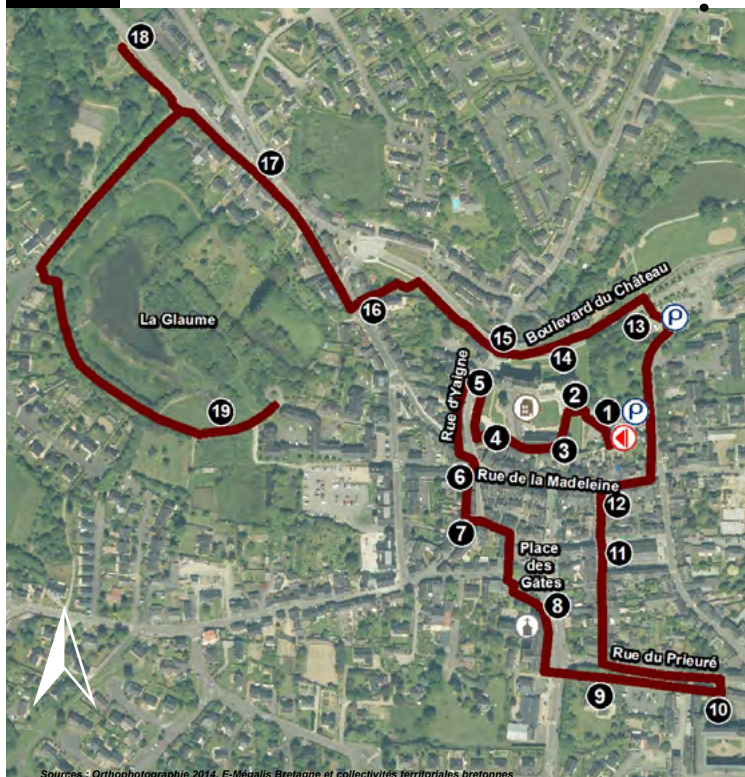 18
17
16
La Glaume
15
Boulevard du Château
13
P
14
5
2
1
P
Rue d'Yaigne
4
3
6
Rue de la Madeleine
12
7
11
Place
des
Gâtes
8
Rue du Prieuré
9
10
19
Sources : Orthophotographie 2014, E-Mégalis Bretagne et collectivités territoriales bretonnes